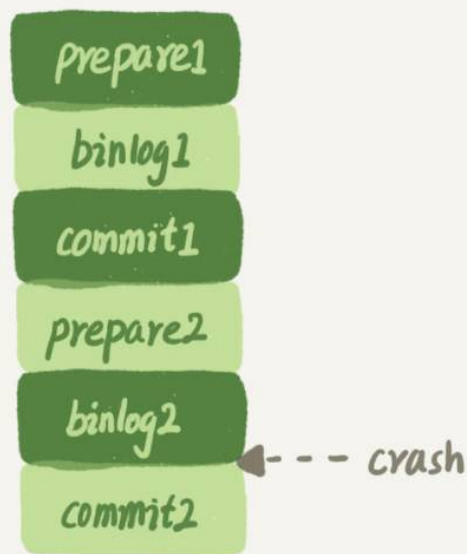 prepare1
binlog1
commit1
prepare2
binlog2
crash
commit2